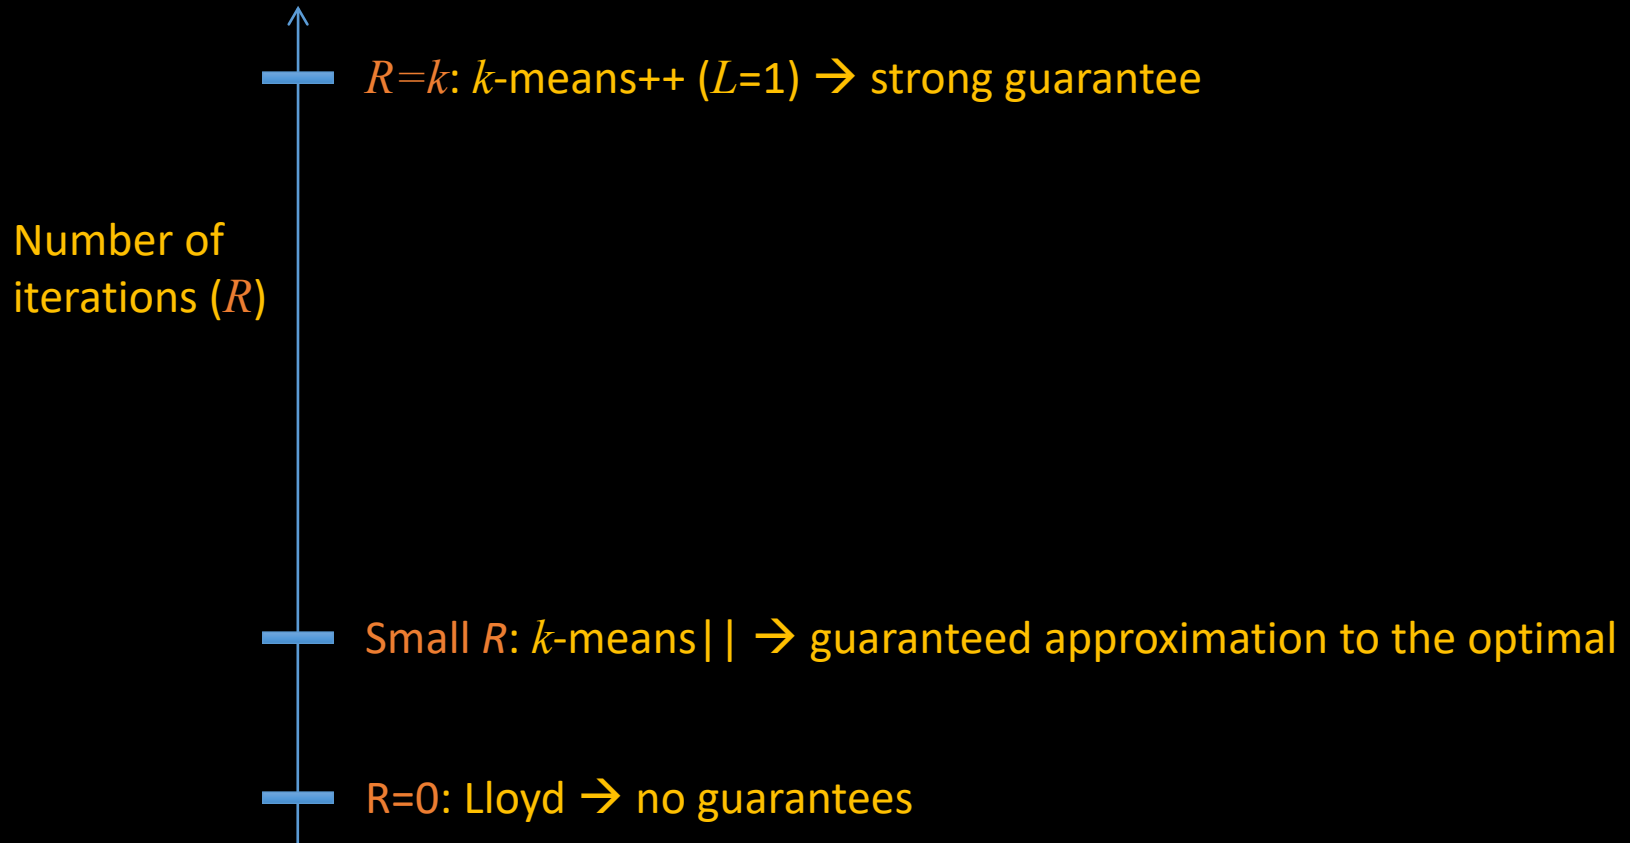 R=k: k-means++ (L=1) → strong guarantee
Number of
iterations (R)
Small R: k-means|| → guaranteed approximation to the optimal
R=0: Lloyd → no guarantees